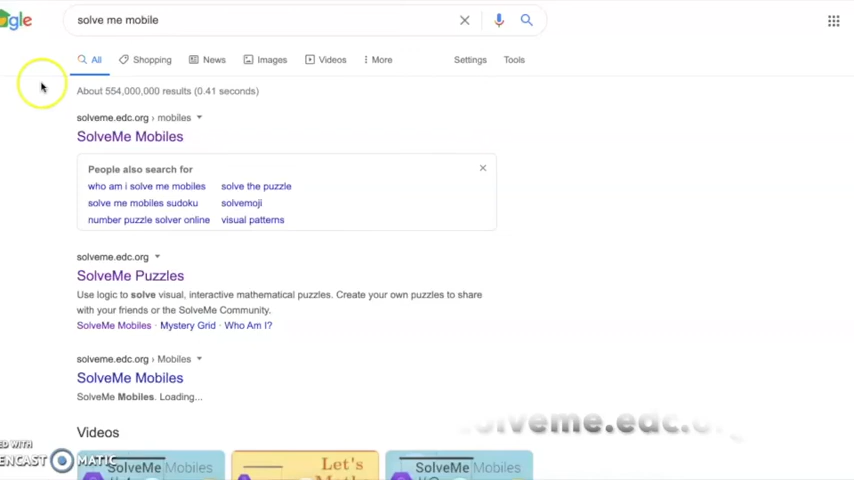 gle solve me mobile
All Shopping News Images Videos More Settings Tools
About 554,000,000 results (0.41 seconds)
solveme.edc.org › mobiles
SolveMe Mobiles
People also search for
who am i solve me mobiles solve the puzzle
solve me mobiles sudoku solvemoji
number puzzle solver online visual patterns
solveme.edc.org
SolveMe Puzzles
Use logic to solve visual, interactive mathematical puzzles. Create your own puzzles to share
with your friends or the SolveMe Community.
SolveMe Mobiles · Mystery Grid · Who Am I?
solveme.edc.org › Mobiles
SolveMe Mobiles
SolveMe Mobiles. Loading...
solveme.edc.org
Videos
ED WITH
ENCAST MATIC
SolveMe Mobiles
Let's
SolveMe Mobiles